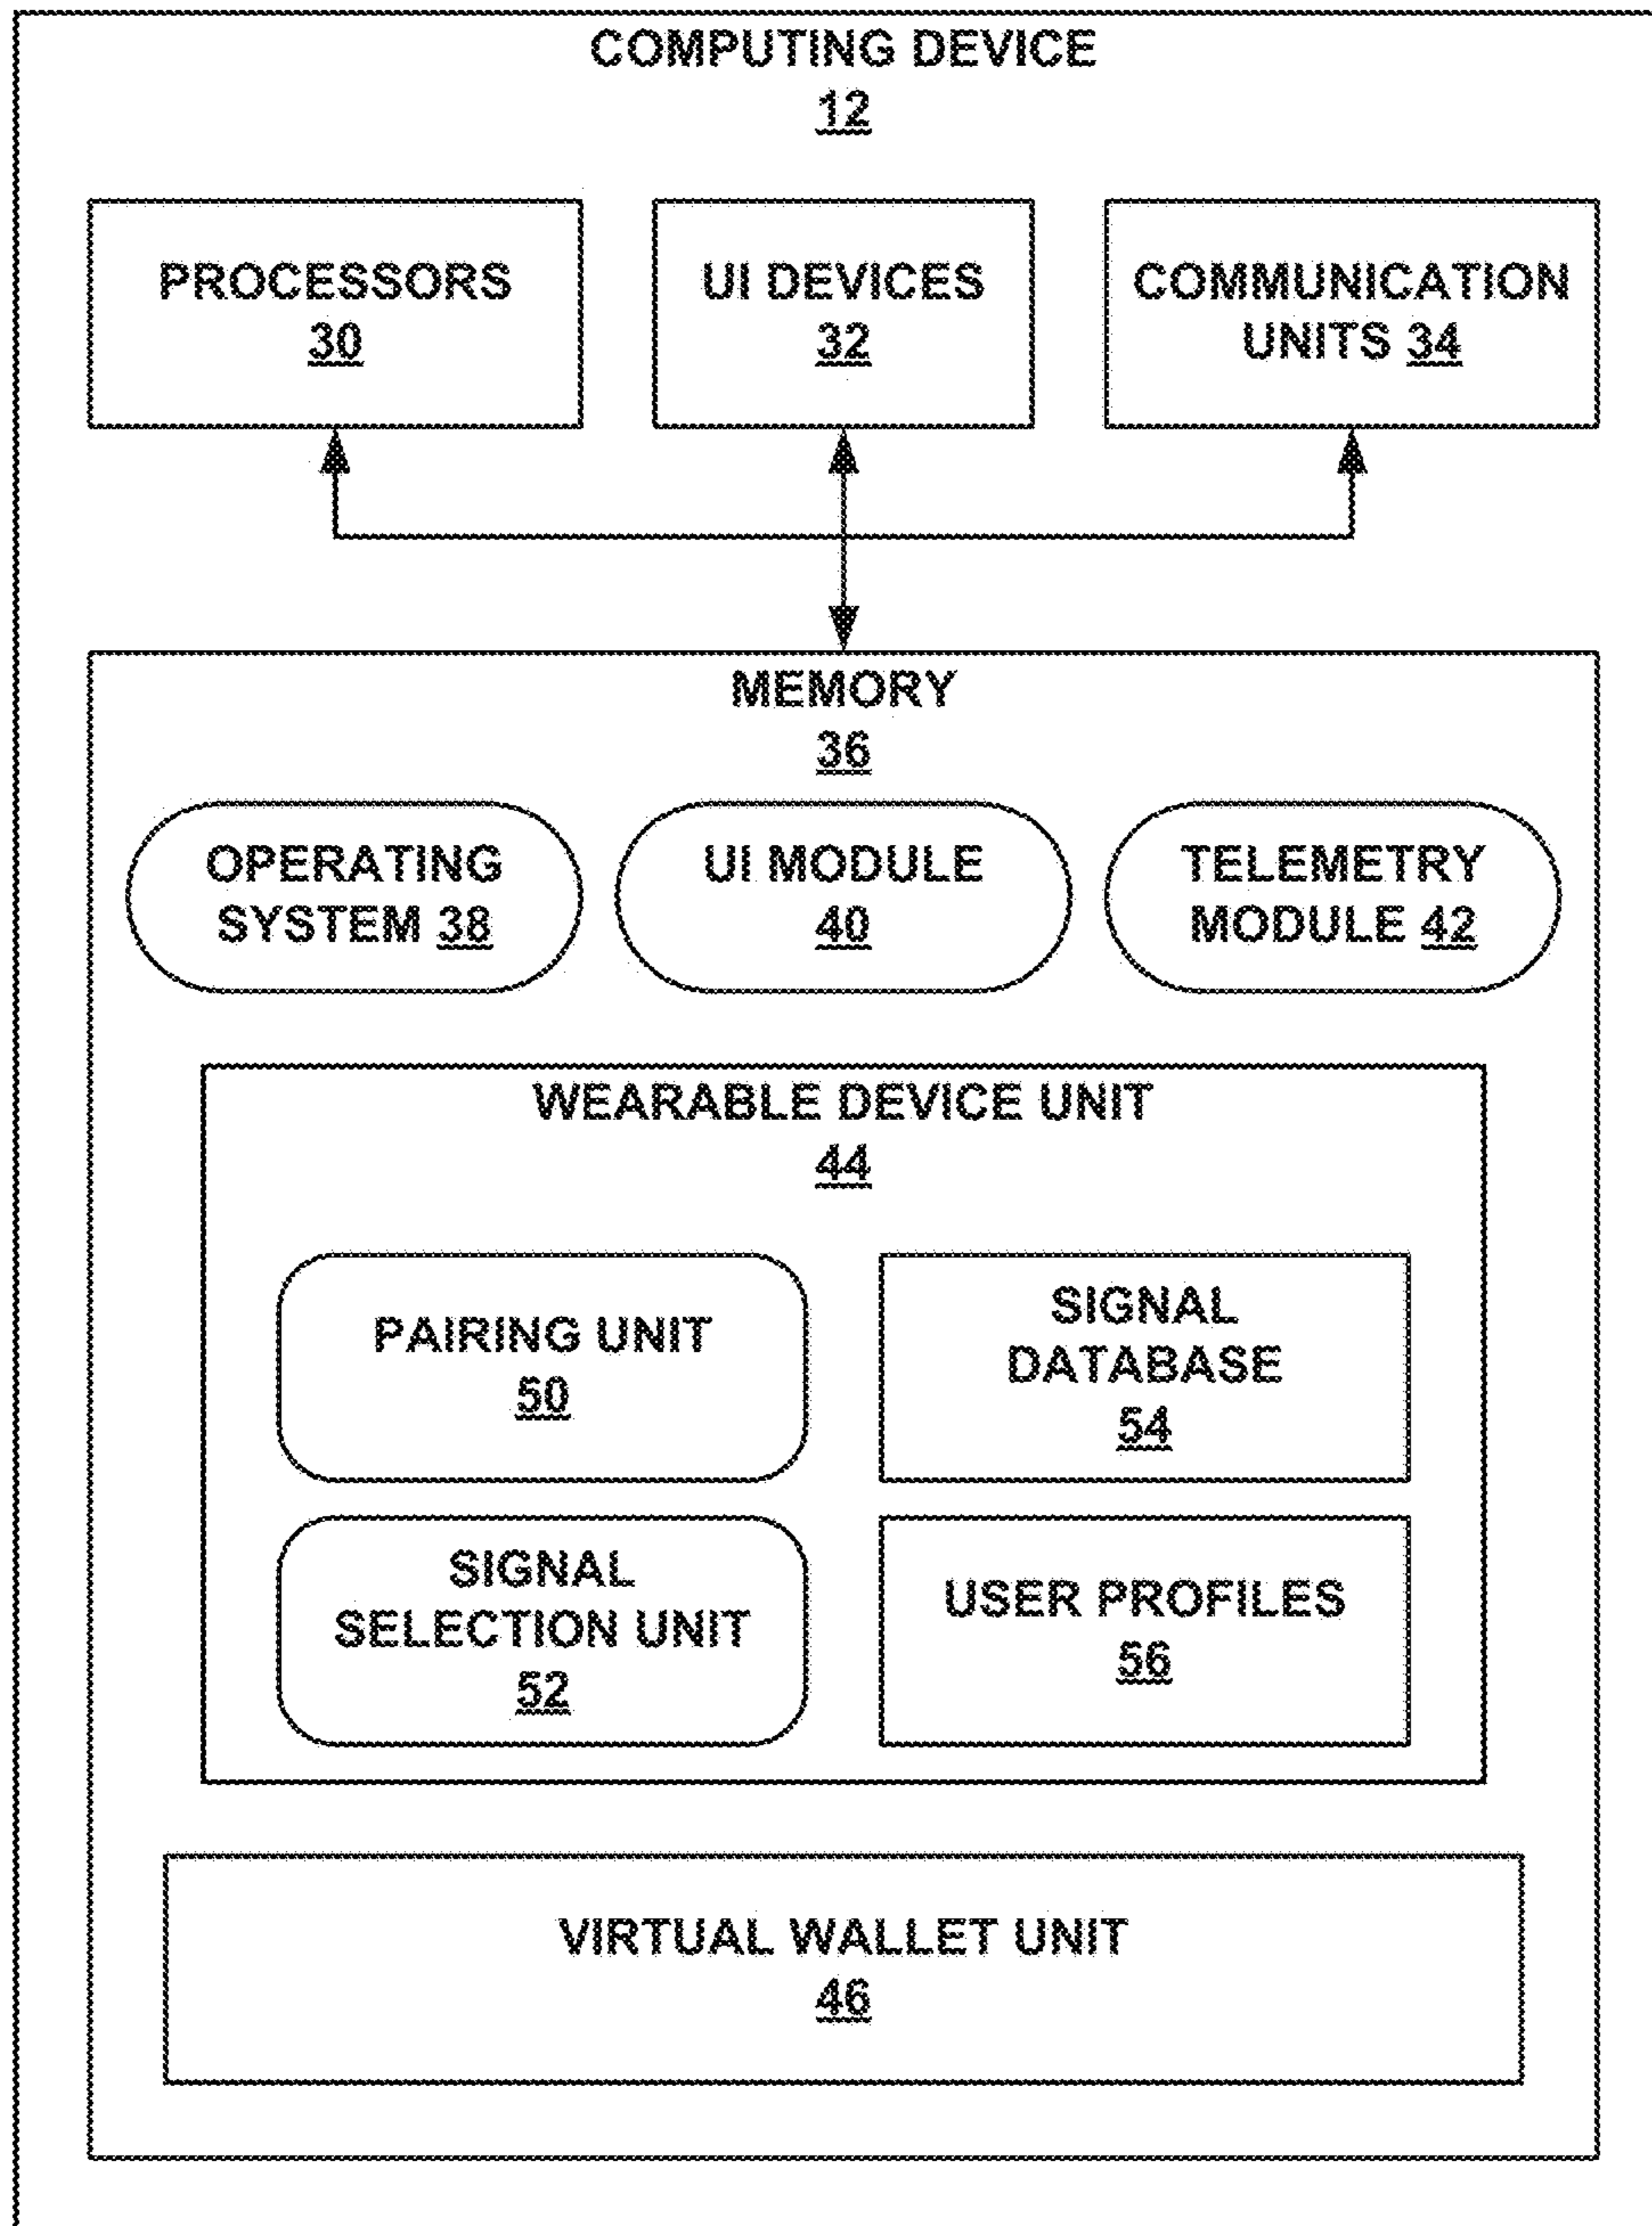 COMPUTING DEVICE
12
PROCESSORS
30
UI DEVICES
32
COMMUNICATION
UNITS 34
MEMORY
36
OPERATING
SYSTEM 38
UI MODULE
40
TELEMETRY
MODULE 42
WEARABLE DEVICE UNIT
44
PAIRING UNIT
50
SIGNAL
DATABASE
54
SIGNAL
SELECTION UNIT
52
USER PROFILES
56
VIRTUAL WALLET UNIT
46